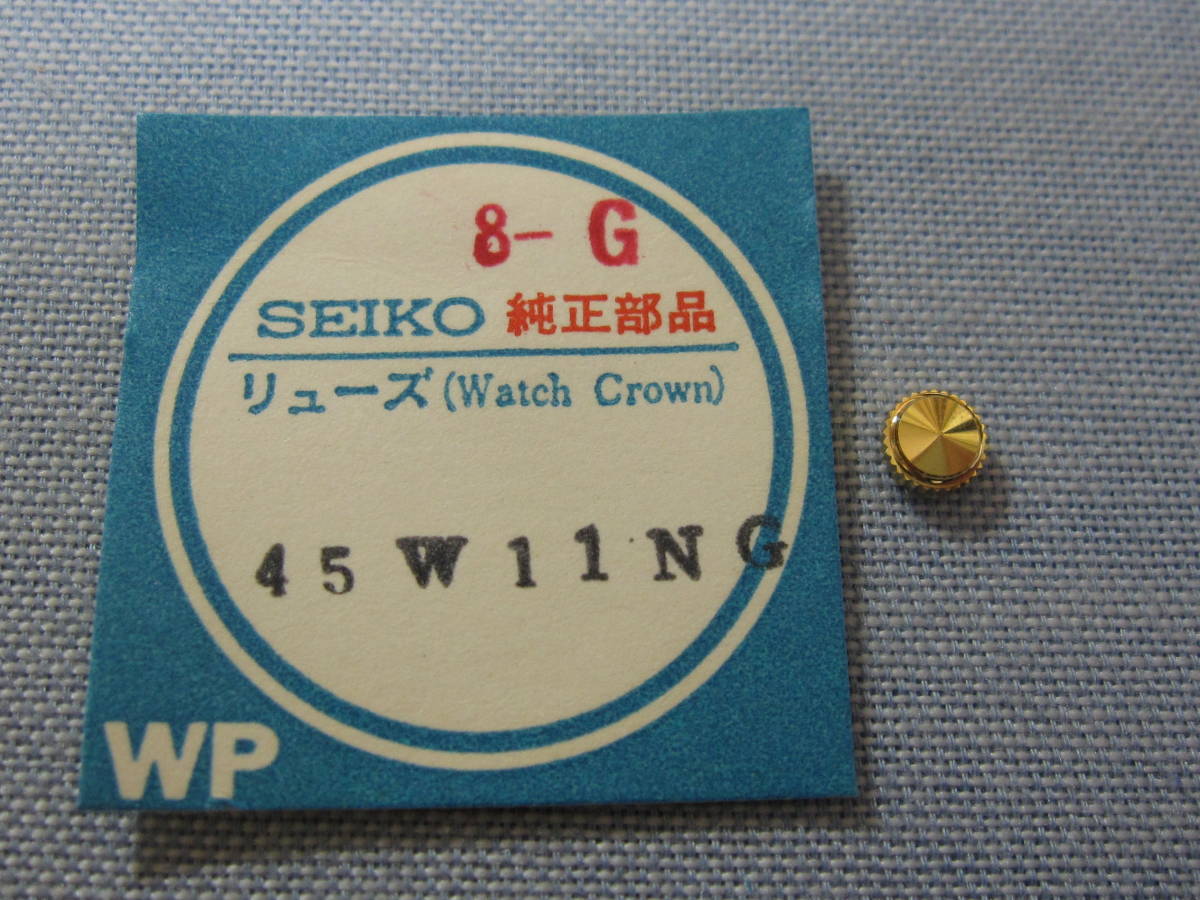 8- G
SEIKO 純正部品
リューズ (Watch Crown)
45W11NG
WP